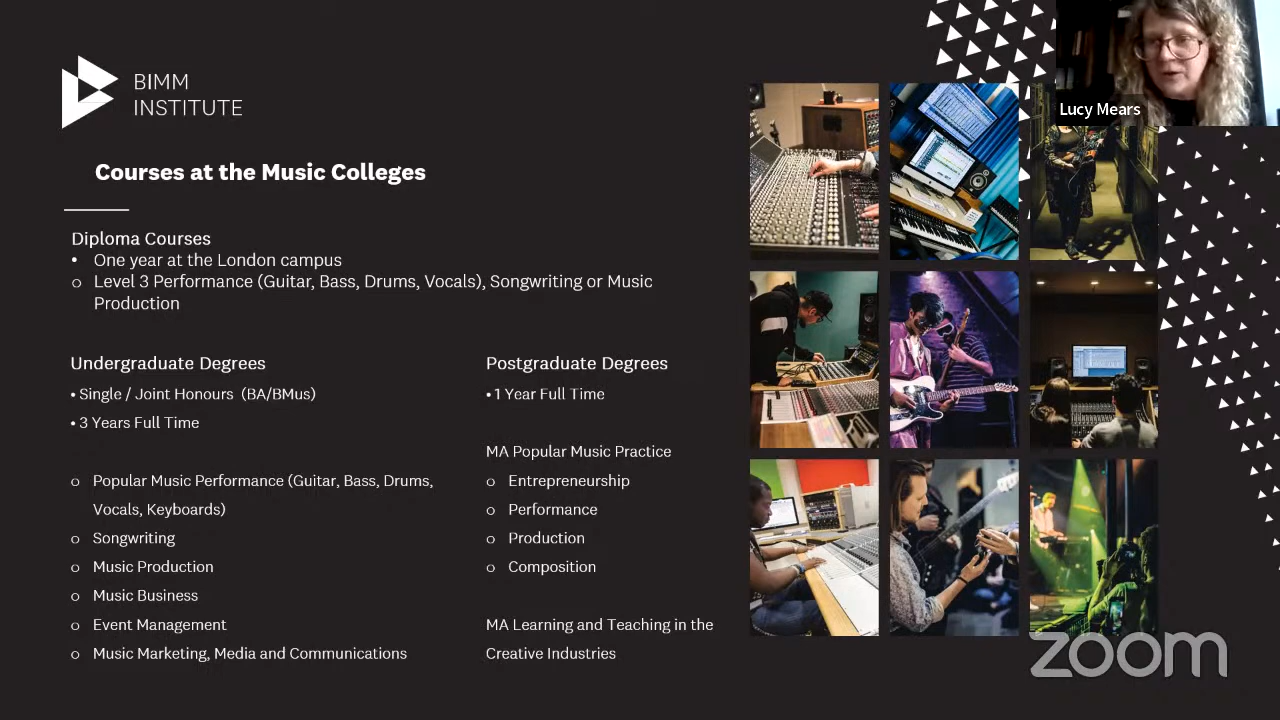 BIMM
INSTITUTE
Lucy Mears
Courses at the Music Colleges
Diploma Courses
• One year at the London campus
o Level 3 Performance (Guitar, Bass, Drums, Vocals), Songwriting or Music
Production
Undergraduate Degrees
• Single / Joint Honours (BA/BMus)
• 3 Years Full Time
o Popular Music Performance (Guitar, Bass, Drums,
Vocals, Keyboards)
o Songwriting
o Music Production
o Music Business
o Event Management
o Music Marketing, Media and Communications
Postgraduate Degrees
• 1 Year Full Time
MA Popular Music Practice
o Entrepreneurship
o Performance
o Production
o Composition
MA Learning and Teaching in the
Creative Industries
zoom